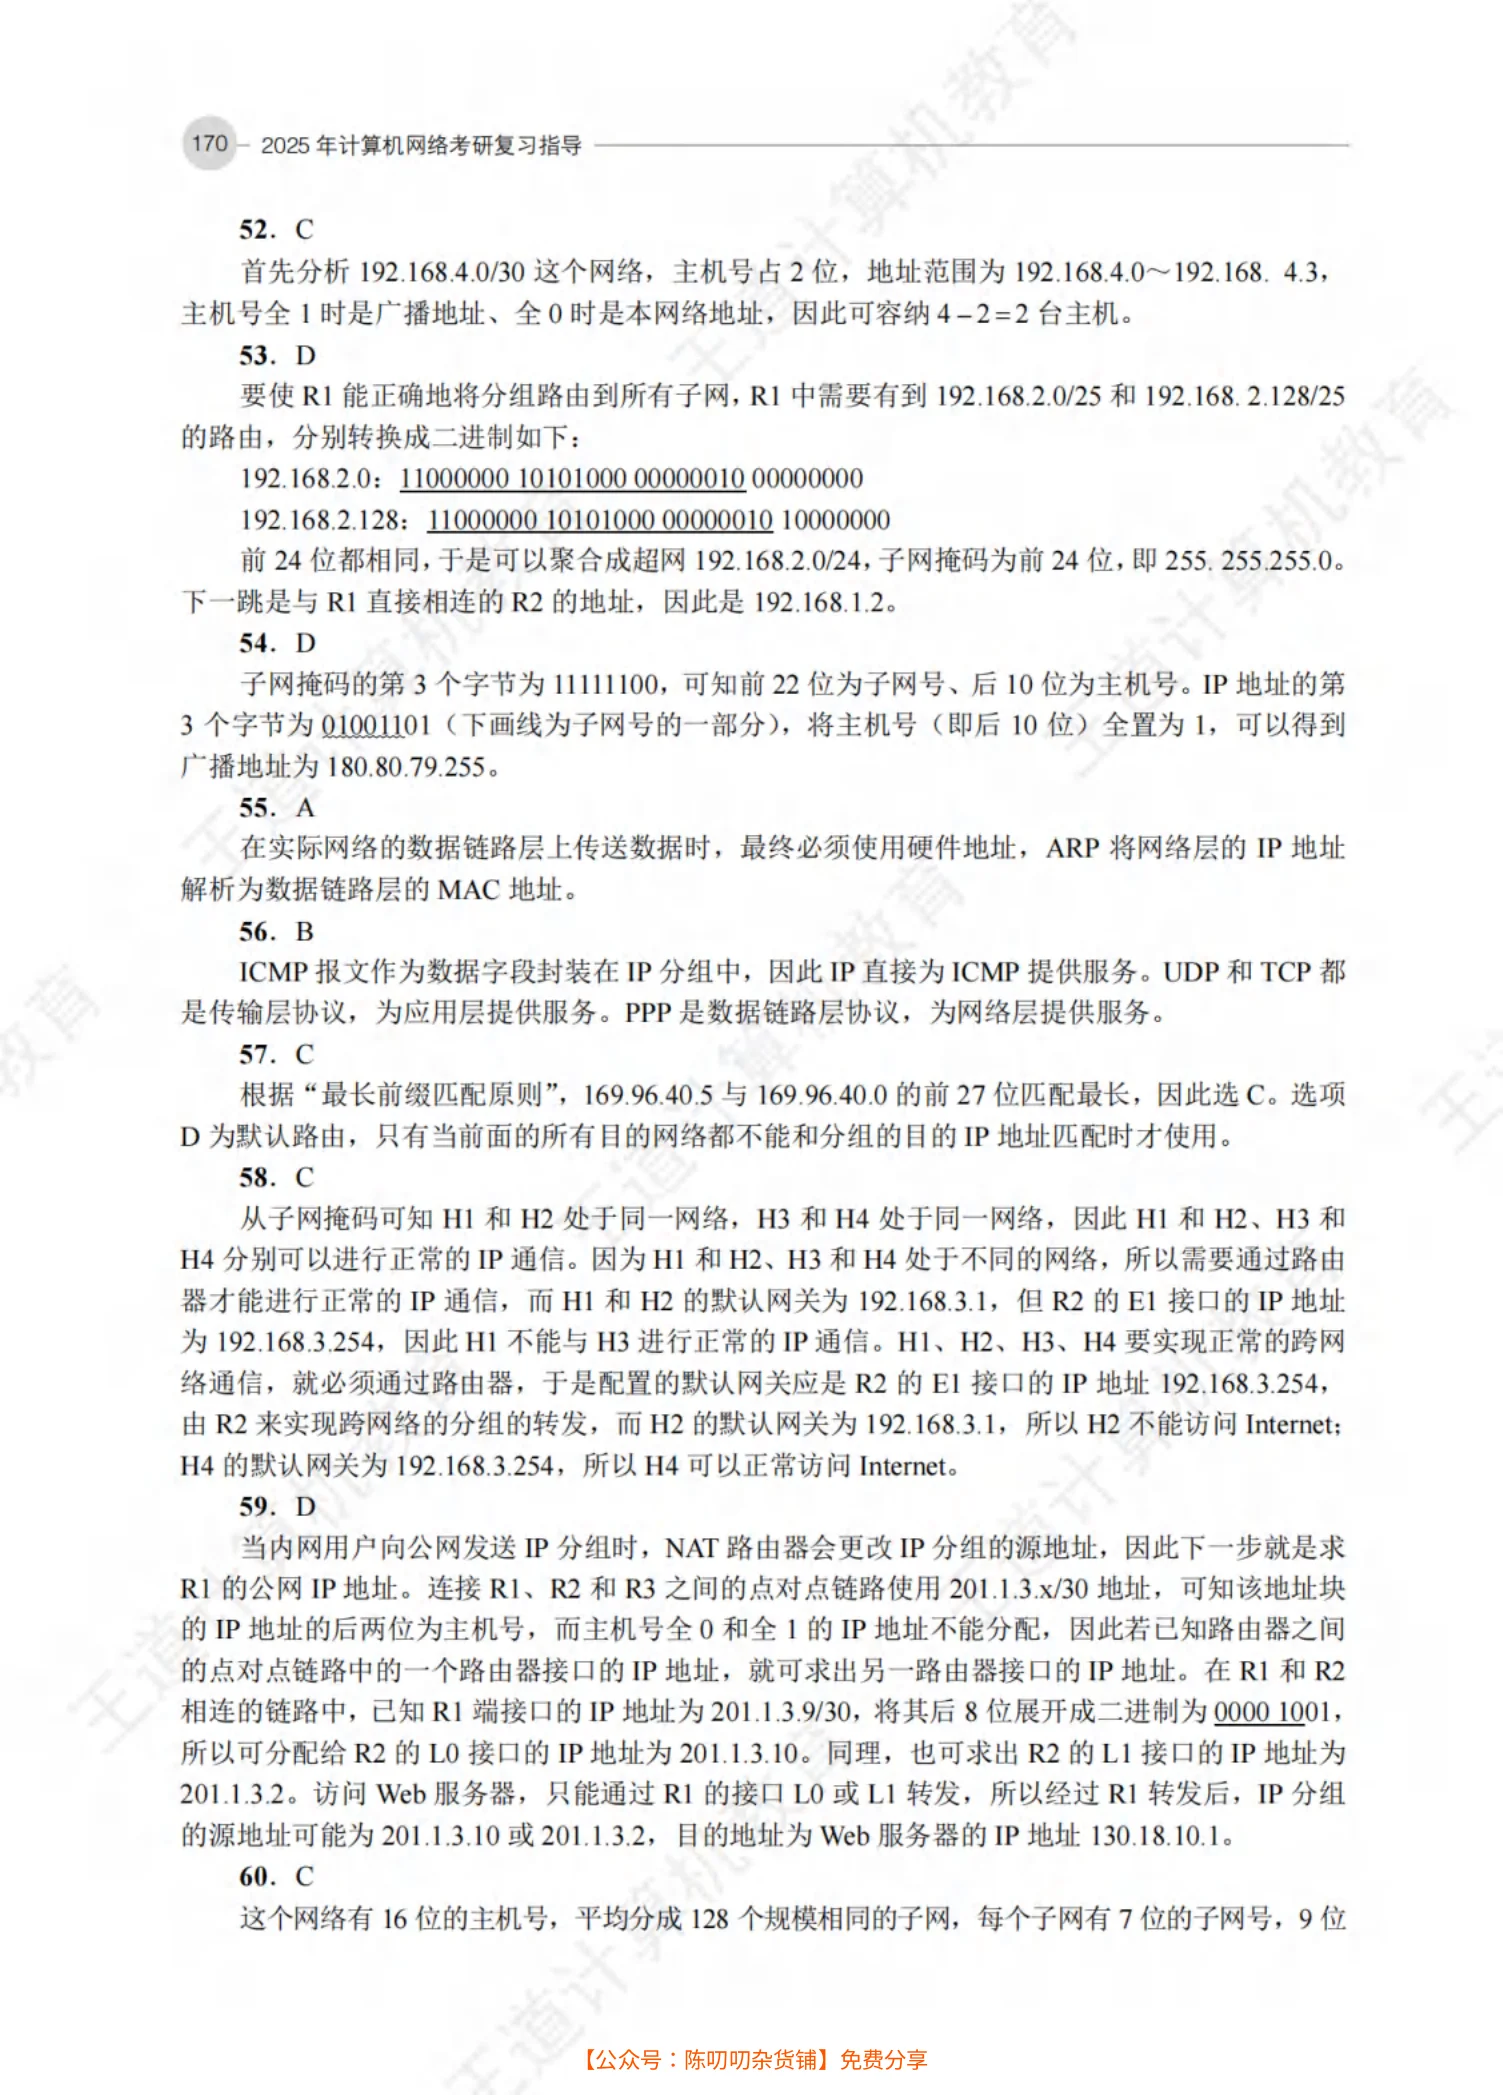 170 2025 年计算机网络考研复习指导
52. C
首先分析 192.168.4.0/30 这个网络，主机号占 2 位，地址范围为 192.168.4.0～192.168. 4.3，
主机号全 1 时是广播地址、全 0 时是本网络地址，因此可容纳 4－2=2 台主机。
53. D
要使 R1 能正确地将分组路由到所有子网，R1 中需要有到 192.168.2.0/25 和 192.168. 2.128/25
的路由，分别转换成二进制如下：
192.168.2.0：11000000 10101000 00000010 00000000
192.168.2.128：11000000 10101000 00000010 10000000
前 24 位都相同，于是可以聚合成超网 192.168.2.0/24，子网掩码为前 24 位，即 255. 255.255.0。
下一跳是与 R1 直接相连的 R2 的地址，因此是 192.168.1.2。
54. D
子网掩码的第 3 个字节为 11111100，可知前 22 位为子网号、后 10 位为主机号。IP 地址的第
3 个字节为 01001101（下画线为子网号的一部分），将主机号（即后 10 位）全置为 1，可以得到
广播地址为 180.80.79.255。
55. A
在实际网络的数据链路层上传送数据时，最终必须使用硬件地址，ARP 将网络层的 IP 地址
解析为数据链路层的 MAC 地址。
56. B
ICMP 报文作为数据字段封装在 IP 分组中，因此 IP 直接为 ICMP 提供服务。UDP 和 TCP 都
是传输层协议，为应用层提供服务。PPP 是数据链路层协议，为网络层提供服务。
57. C
根据“最长前缀匹配原则”，169.96.40.5 与 169.96.40.0 的前 27 位匹配最长，因此选 C。选项
D 为默认路由，只有当前面的所有目的网络都不能和分组的目的 IP 地址匹配时才使用。
58. C
从子网掩码可知 H1 和 H2 处于同一网络，H3 和 H4 处于同一网络，因此 H1 和 H2、H3 和
H4 分别可以进行正常的 IP 通信。因为 H1 和 H2、H3 和 H4 处于不同的网络，所以需要通过路由
器才能进行正常的 IP 通信，而 H1 和 H2 的默认网关为 192.168.3.1，但 R2 的 E1 接口的 IP 地址
为 192.168.3.254，因此 H1 不能与 H3 进行正常的 IP 通信。H1、H2、H3、H4 要实现正常的跨网
络通信，就必须通过路由器，于是配置的默认网关应是 R2 的 E1 接口的 IP 地址 192.168.3.254，
由 R2 来实现跨网络的分组的转发，而 H2 的默认网关为 192.168.3.1，所以 H2 不能访问 Internet；
H4 的默认网关为 192.168.3.254，所以 H4 可以正常访问 Internet。
59. D
当内网用户向公网发送 IP 分组时，NAT 路由器会更改 IP 分组的源地址，因此下一步就是求
R1 的公网 IP 地址。连接 R1、R2 和 R3 之间的点对点链路使用 201.1.3.x/30 地址，可知该地址块
的 IP 地址的后两位为主机号，而主机号全 0 和全 1 的 IP 地址不能分配，因此若已知路由器之间
的点对点链路中的一个路由器接口的 IP 地址，就可求出另一路由器接口的 IP 地址。在 R1 和 R2
相连的链路中，已知 R1 端接口的 IP 地址为 201.1.3.9/30，将其后 8 位展开成二进制为 0000 1001，
所以可分配给 R2 的 L0 接口的 IP 地址为 201.1.3.10。同理，也可求出 R2 的 L1 接口的 IP 地址为
201.1.3.2。访问 Web 服务器，只能通过 R1 的接口 L0 或 L1 转发，所以经过 R1 转发后，IP 分组
的源地址可能为 201.1.3.10 或 201.1.3.2，目的地址为 Web 服务器的 IP 地址 130.18.10.1。
60. C
这个网络有 16 位的主机号，平均分成 128 个规模相同的子网，每个子网有 7 位的子网号，9 位
【公众号：陈叨叨杂货铺】免费分享
王道计算机教育
王道计算机教育
王道计算机教育
王道计算机教育
王道计算机教育
王道计算机教育
王道计算机教育
教育
王道